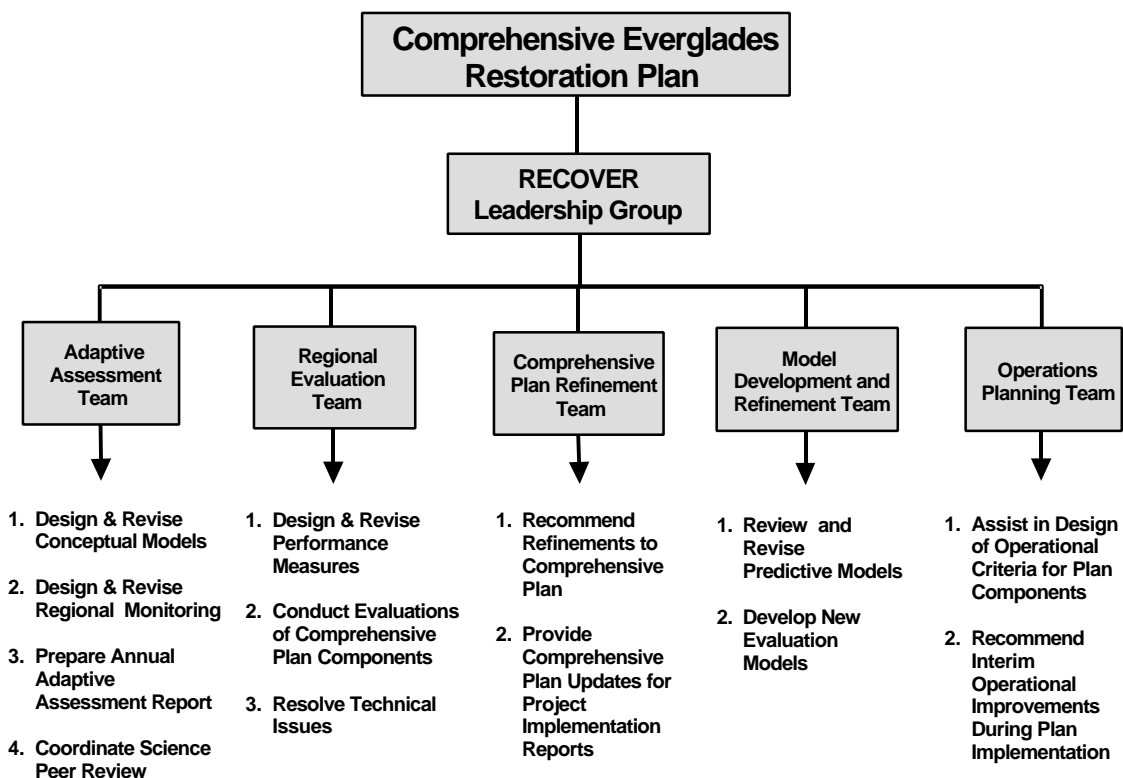 Comprehensive Everglades
Restoration Plan
RECOVER
Leadership Group
Adaptive
Assessment
Team
Regional
Evaluation
Team
Comprehensive
Plan Refinement
Team
Model
Development and
Refinement Team
Operations
Planning Team
1. Design & Revise
Conceptual Models
2. Design & Revise
Regional Monitoring
3. Prepare Annual
Adaptive
Assessment Report
4. Coordinate Science
Peer Review
1. Design & Revise
Performance
Measures
2. Conduct Evaluations
of Comprehensive
Plan Components
3. Resolve Technical
Issues
1. Recommend
Refinements to
Comprehensive
Plan
2. Provide
Comprehensive
Plan Updates for
Project
Implementation
Reports
1. Review and
Revise
Predictive Models
2. Develop New
Evaluation
Models
1. Assist in Design
of Operational
Criteria for Plan
Components
2. Recommend
Interim
Operational
Improvements
During Plan
Implementation